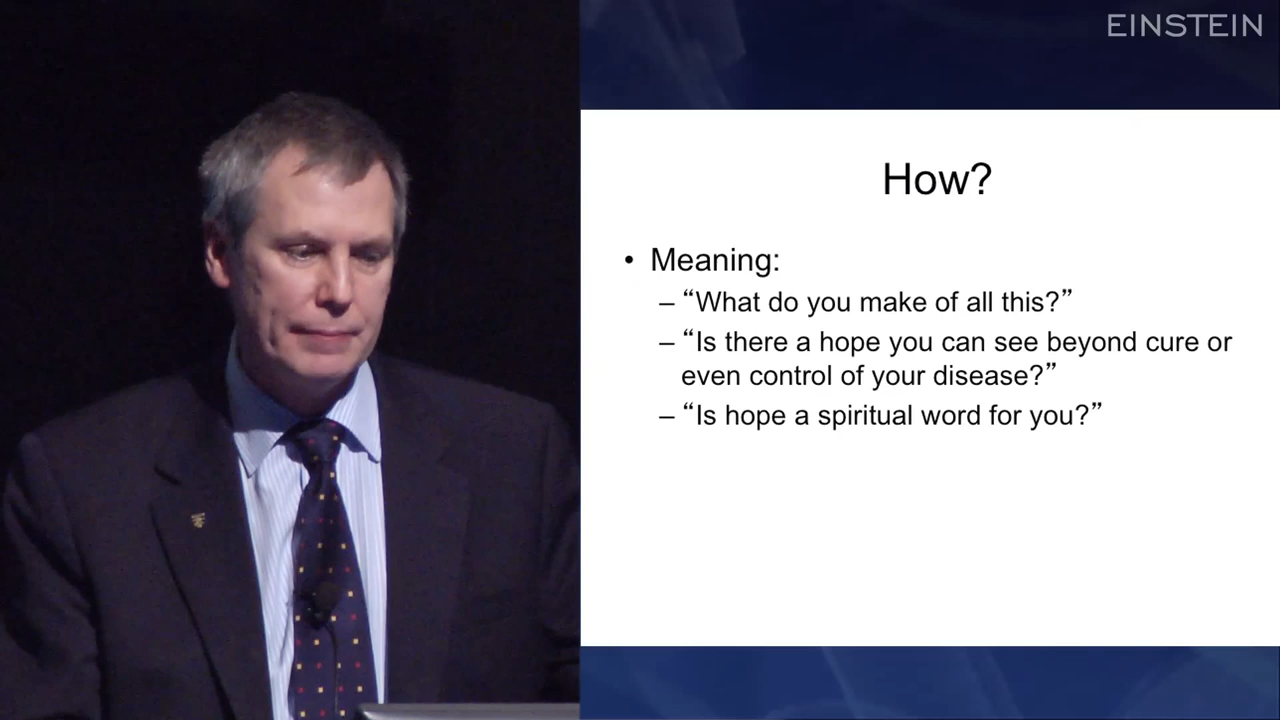 EINSTEIN
How?
• Meaning:
– “What do you make of all this?”
– “Is there a hope you can see beyond cure or
even control of your disease?”
– “Is hope a spiritual word for you?”